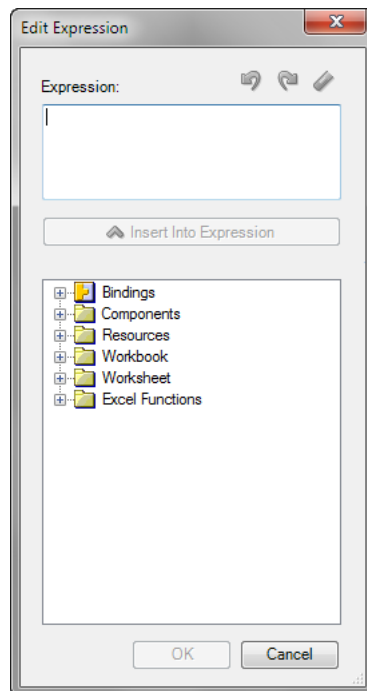 Edit Expression
Expression:
Insert Into Expression
Bindings
Components
Resources
Workbook
Worksheet
Excel Functions
OK
Cancel